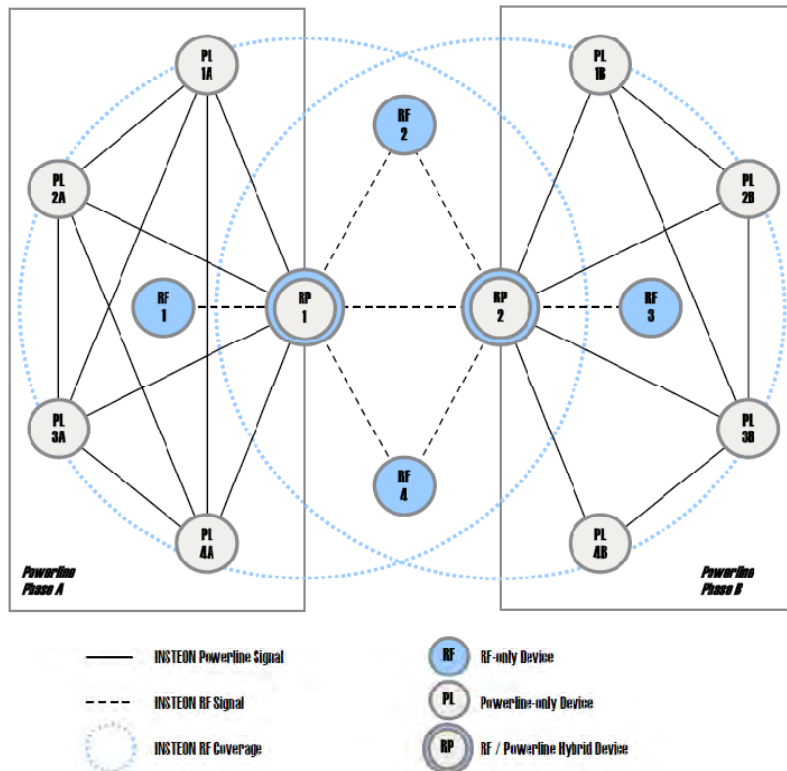 PL
1A
PL
1B
RF
2
PL
2A
PL
2B
RF
1
RP
1
RP
2
RF
3
PL
3A
PL
3B
RF
4
PL
4A
PL
4B
Powerline
Phase A
Powerline
Phase B
INSTEON Powerline Signal
RF
RF-only Device
INSTEON RF Signal
PL
Powerline-only Device
INSTEON RF Coverage
RP
RF / Powerline Hybrid Device